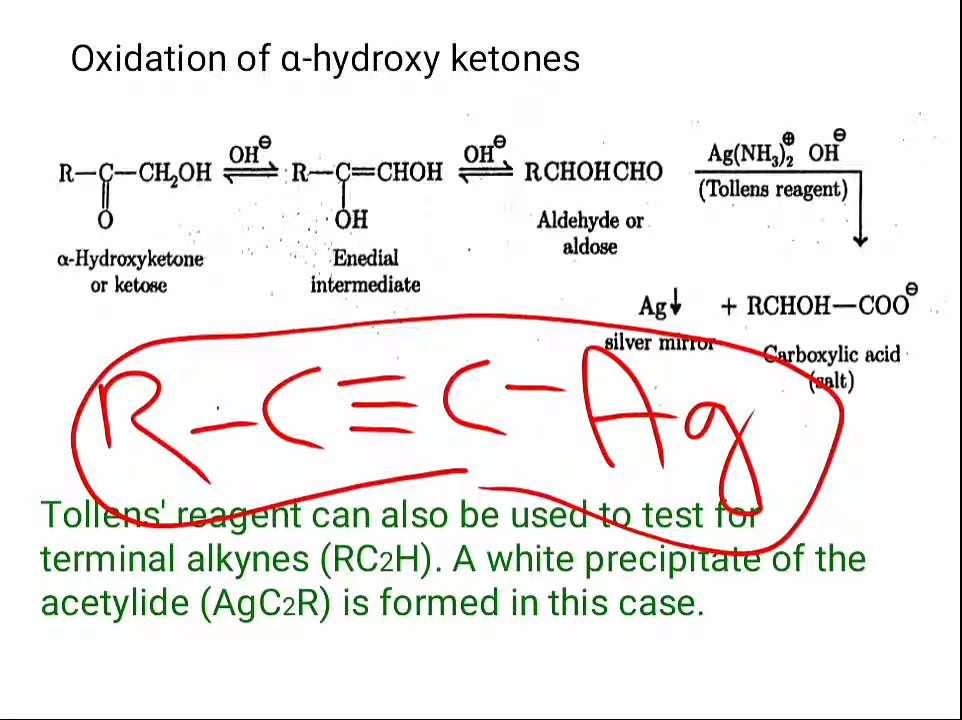 Oxidation of α-hydroxy ketones
R—C—CH₂OH ⇌ R—C=CHOH ⇌ RCHOHCHO
OH⊖ OH⊖ Ag(NH₃)₂⊕ OH⊖
(Tollens reagent)
O OH
α-Hydroxyketone Enedial Aldehyde or
or ketose intermediate aldose
Ag↓ + RCHOH—COO⊖
silver mirror Carboxylic acid
(salt)
R–C≡C–Ag
Tollens' reagent can also be used to test for
terminal alkynes (RC2H). A white precipitate of the
acetylide (AgC2R) is formed in this case.